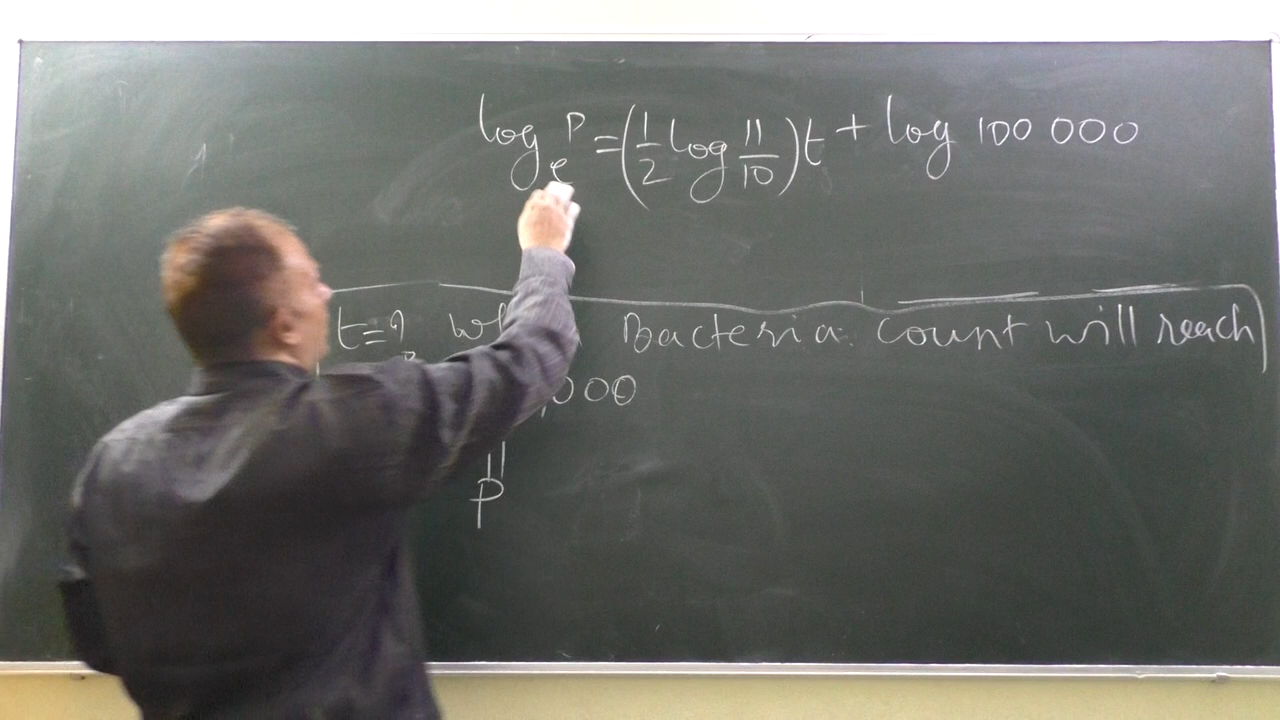 log_e P = (1/2 log 11/10) t + log 100 000
t=? Bacteria count will reach
000
||
P